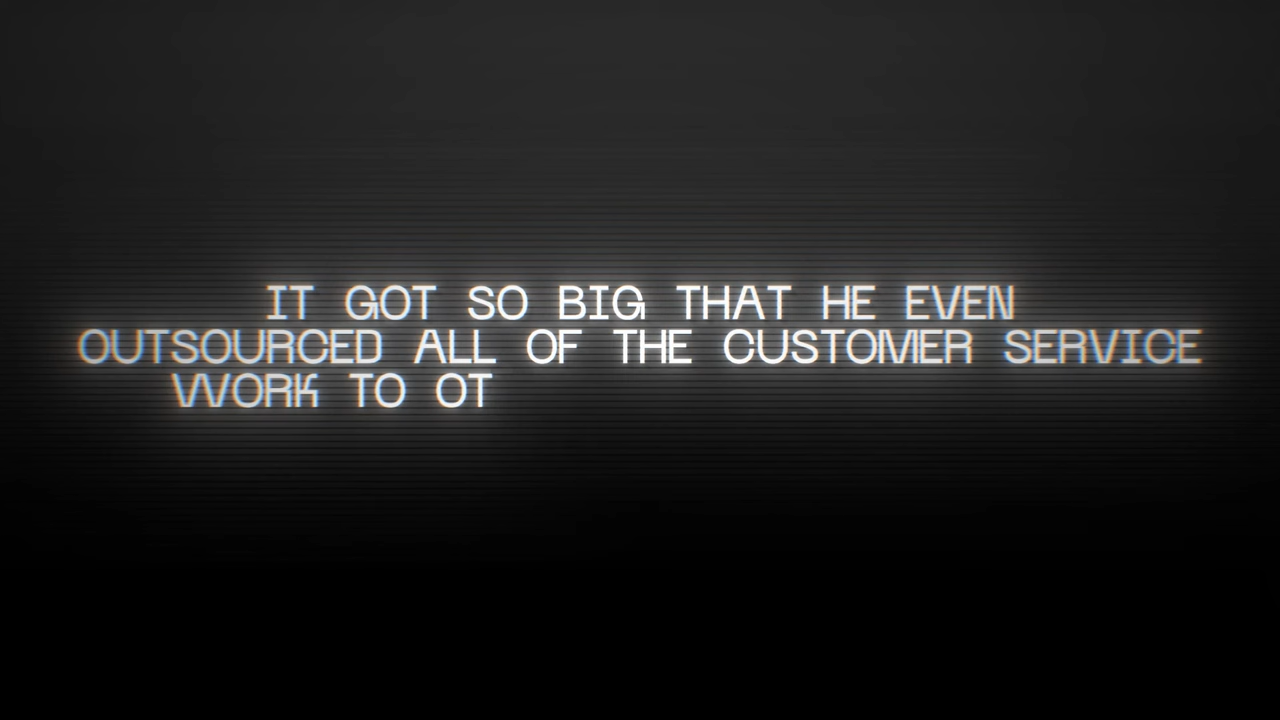 IT GOT SO BIG THAT HE EVEN
OUTSOURCED ALL OF THE CUSTOMER SERVICE
WORK TO OT